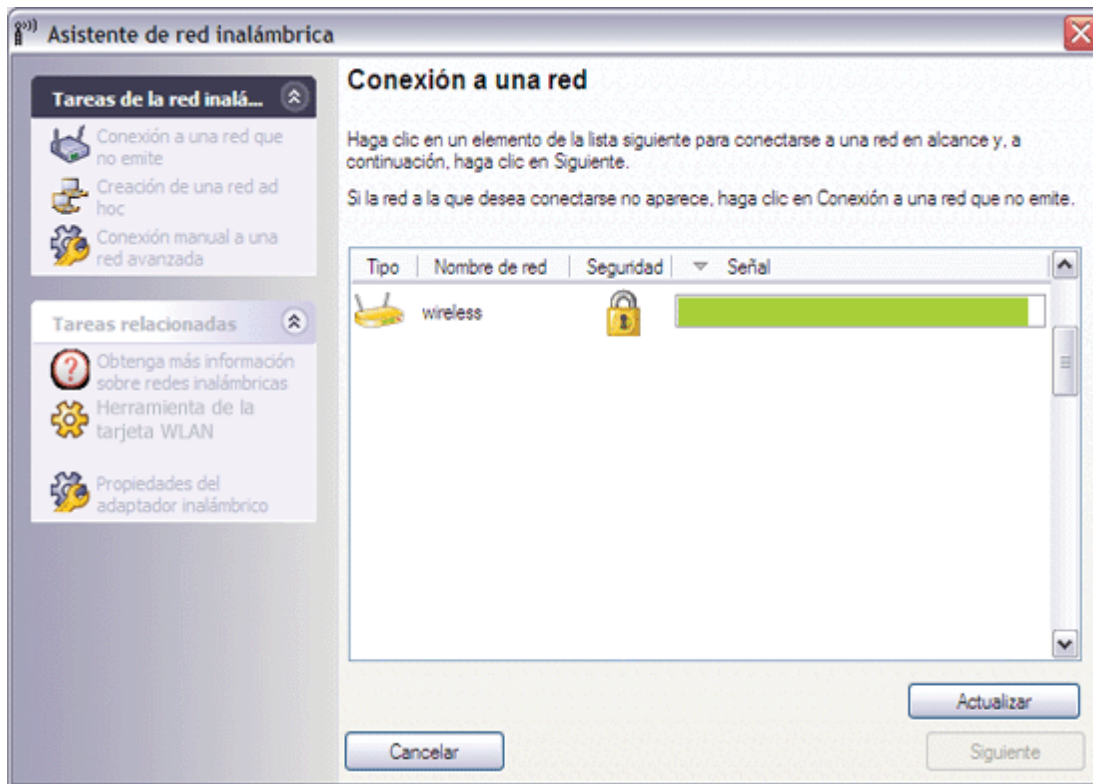 Asistente de red inalámbrica
Tareas de la red inalá...
Conexión a una red que
no emite
Creación de una red ad
hoc
Conexión manual a una
red avanzada
Tareas relacionadas
Obtenga más información
sobre redes inalámbricas
Herramienta de la
tarjeta WLAN
Propiedades del
adaptador inalámbrico
Conexión a una red
Haga clic en un elemento de la lista siguiente para conectarse a una red en alcance y, a
continuación, haga clic en Siguiente.
Si la red a la que desea conectarse no aparece, haga clic en Conexión a una red que no emite.
Tipo Nombre de red Seguridad Señal
wireless
Actualizar
Cancelar Siguiente